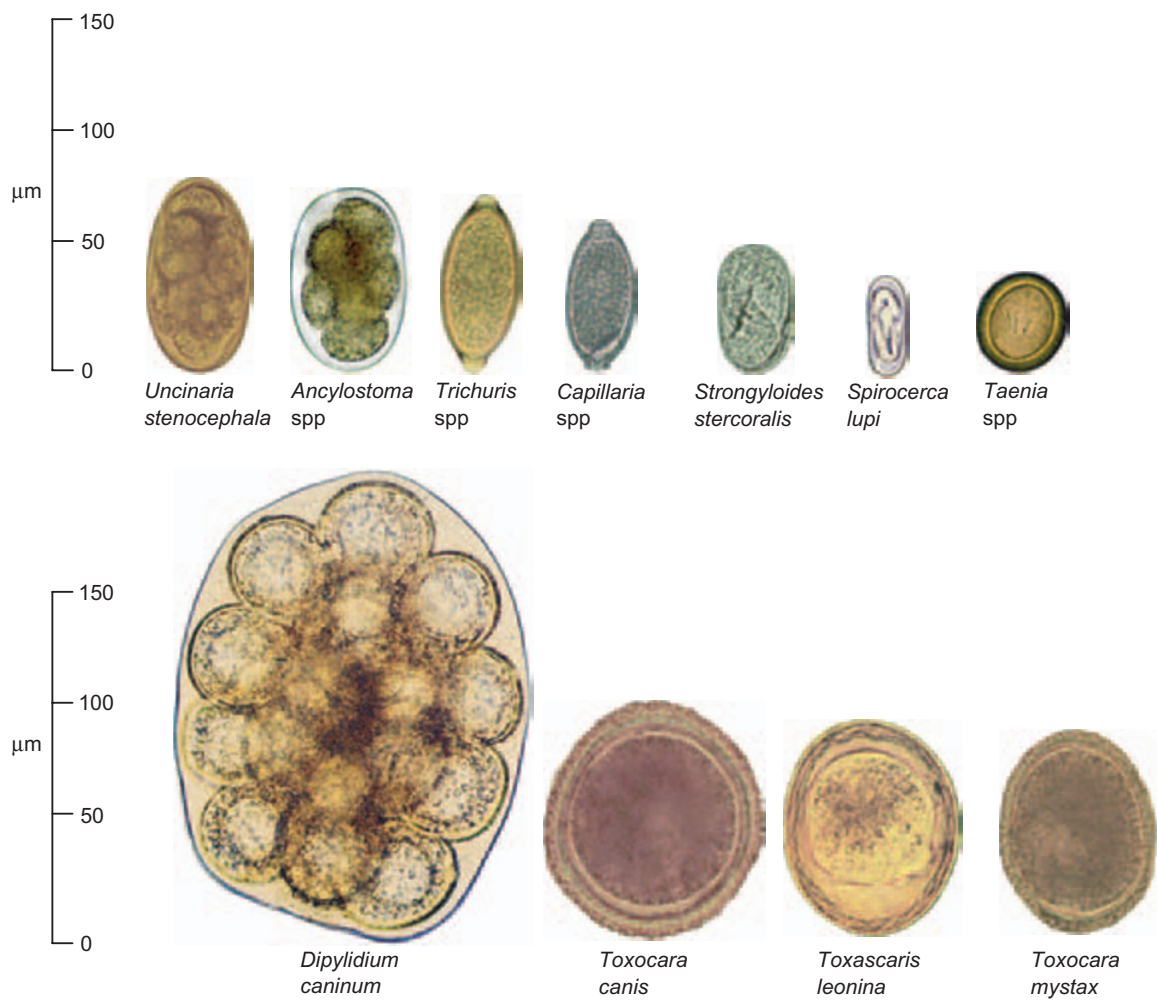 150
100
μm
50
0
Uncinaria
stenocephala
Ancylostoma
spp
Trichuris
spp
Capillaria
spp
Strongyloides
stercoralis
Spirocerca
lupi
Taenia
spp
150
100
μm
50
0
Dipylidium
caninum
Toxocara
canis
Toxascaris
leonina
Toxocara
mystax